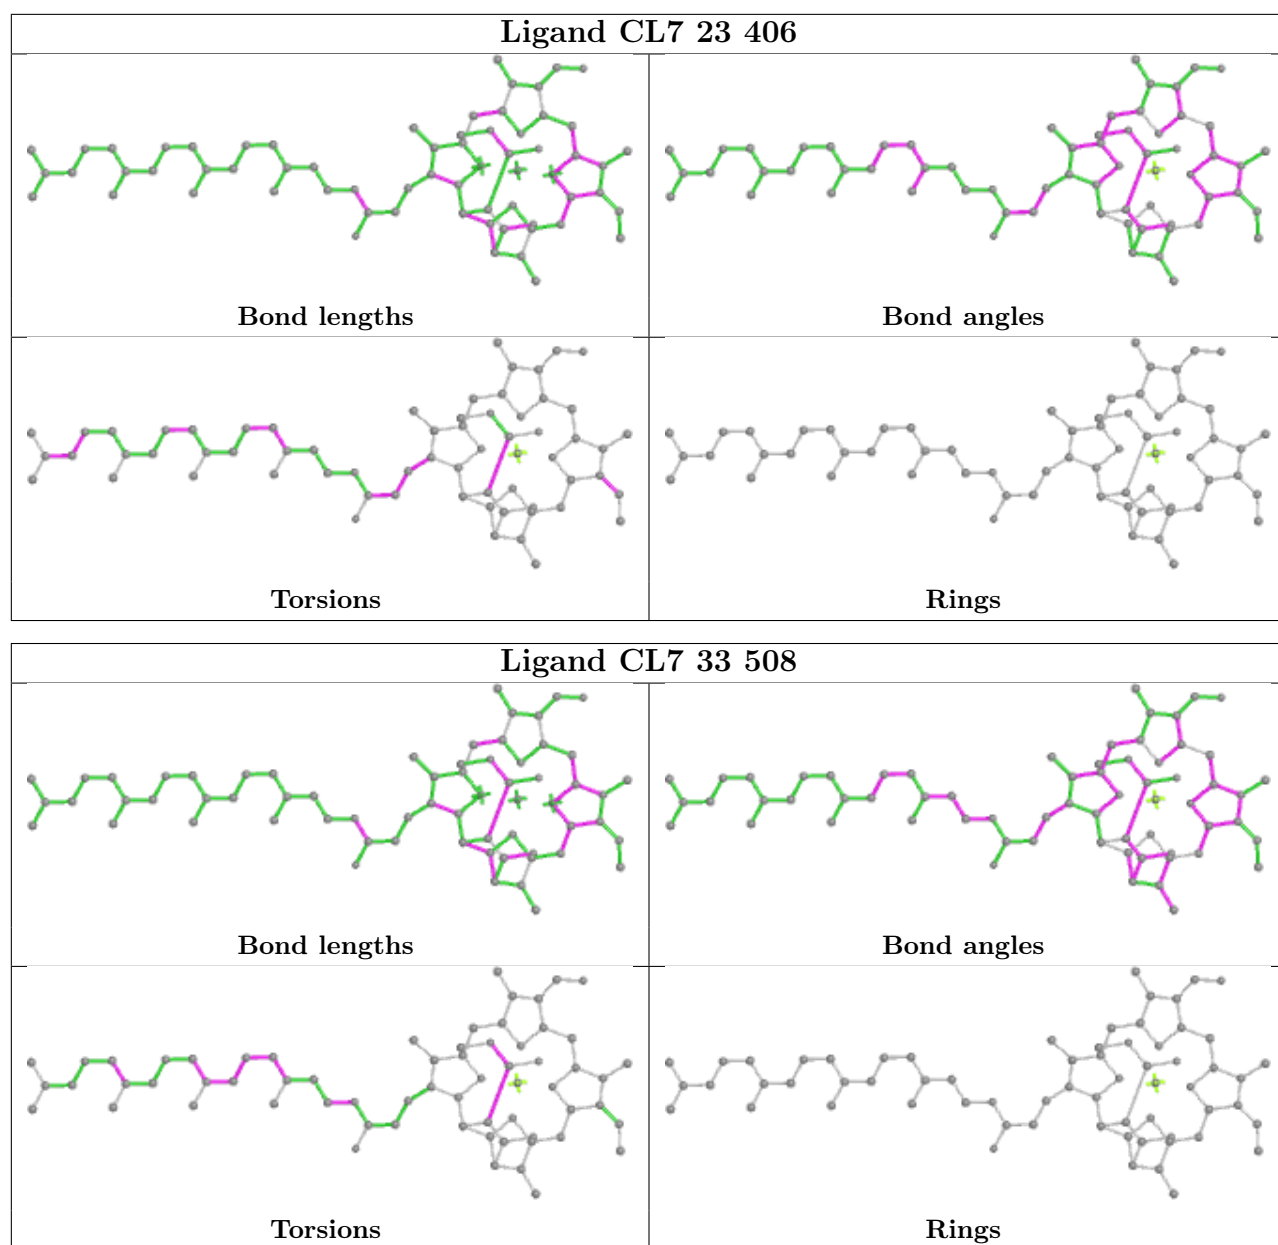 Ligand CL7 23 406
Bond lengths
Bond angles
Torsions
Rings
Ligand CL7 33 508
Bond lengths
Bond angles
Torsions
Rings